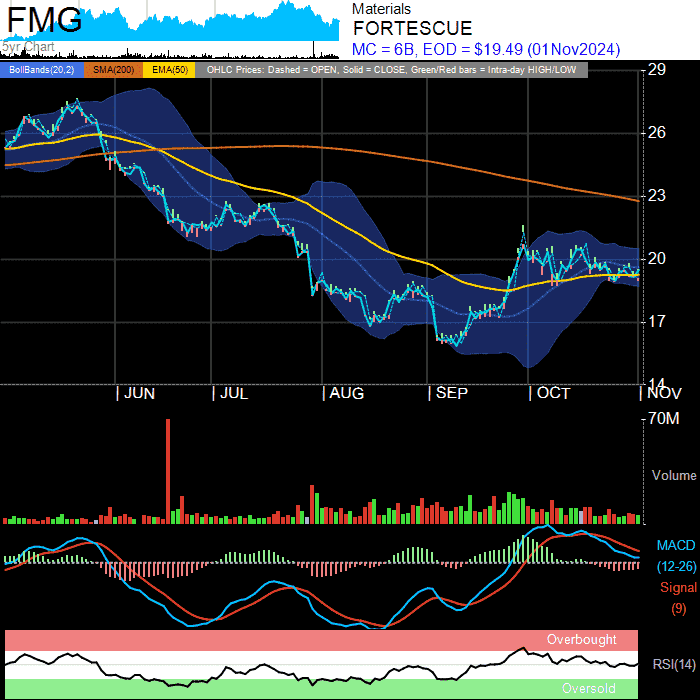 FMG
5yr Chart
Materials
FORTESCUE
MC = 6B, EOD = $19.49 (01Nov2024)
BollBands(20,2) SMA(200) EMA(50) OHLC Prices: Dashed = OPEN, Solid = CLOSE, Green/Red bars = Intra-day HIGH/LOW
29
26
23
20
17
14
JUN JUL AUG SEP OCT NOV
70M
Volume
MACD
(12-26)
Signal
(9)
Overbought
RSI(14)
Oversold